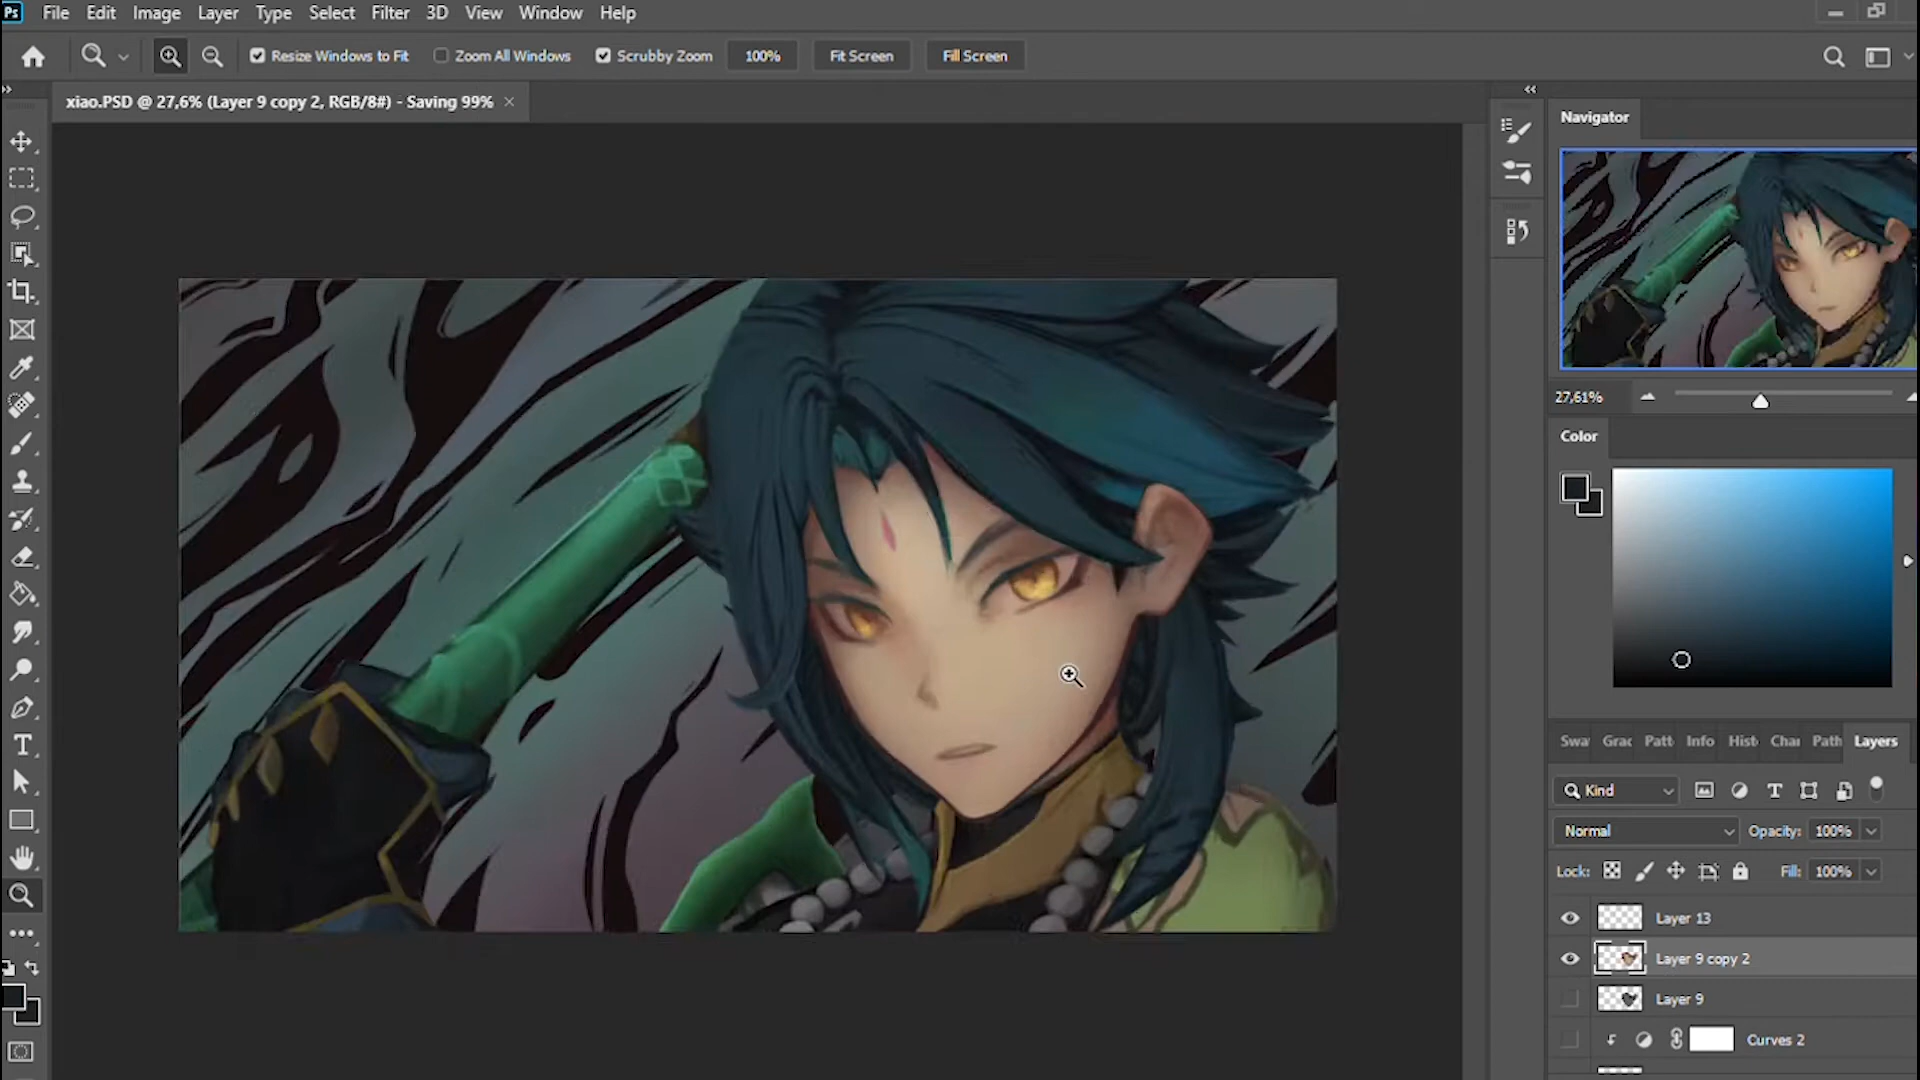 Ps File Edit Image Layer Type Select Filter 3D View Window Help
Resize Windows to Fit Zoom All Windows Scrubby Zoom 100% Fit Screen Fill Screen
xiao.PSD @ 27,6% (Layer 9 copy 2, RGB/8#) - Saving 99% ×
Navigator
27,61%
Color
Swa Grad Patt Info Hist Cha Path Layers
Kind
Normal Opacity: 100%
Lock: Fill: 100%
Layer 13
Layer 9 copy 2
Layer 9
Curves 2